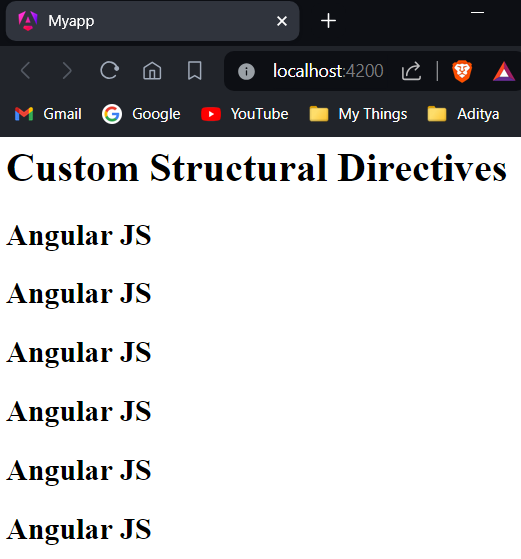 Myapp
localhost:4200
Gmail Google YouTube My Things Aditya
Custom Structural Directives
Angular JS
Angular JS
Angular JS
Angular JS
Angular JS
Angular JS